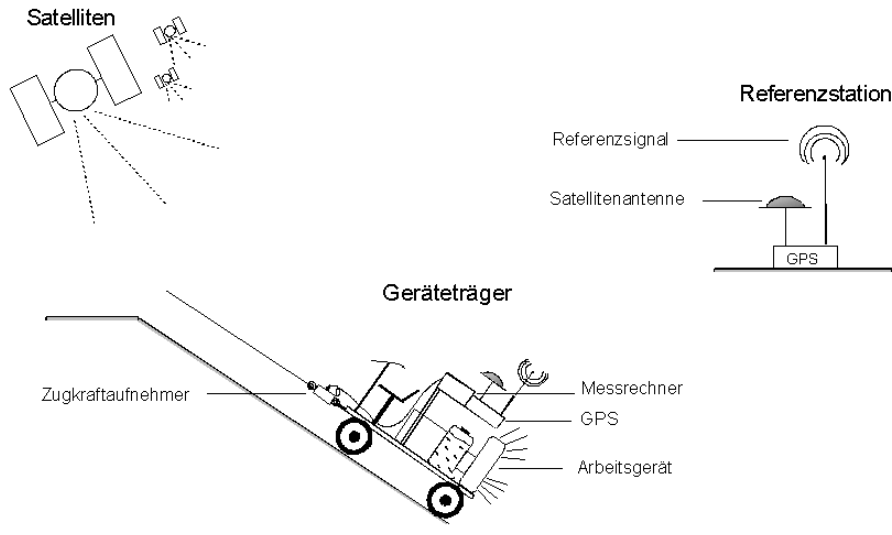 Satelliten
Referenzstation
Referenzsignal
Satellitenantenne
GPS
Geräteträger
Zugkraftaufnehmer
Messrechner
GPS
Arbeitsgerät